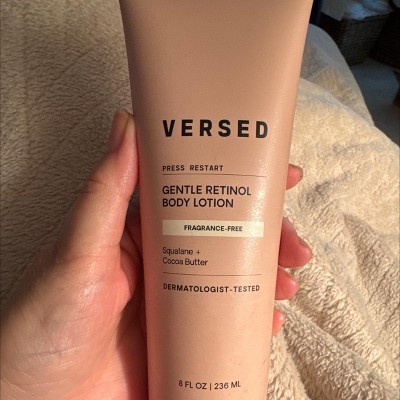 VERSED
PRESS RESTART
GENTLE RETINOL
BODY LOTION
FRAGRANCE-FREE
Squalane +
Cocoa Butter
DERMATOLOGIST-TESTED
8 FL OZ | 236 ML